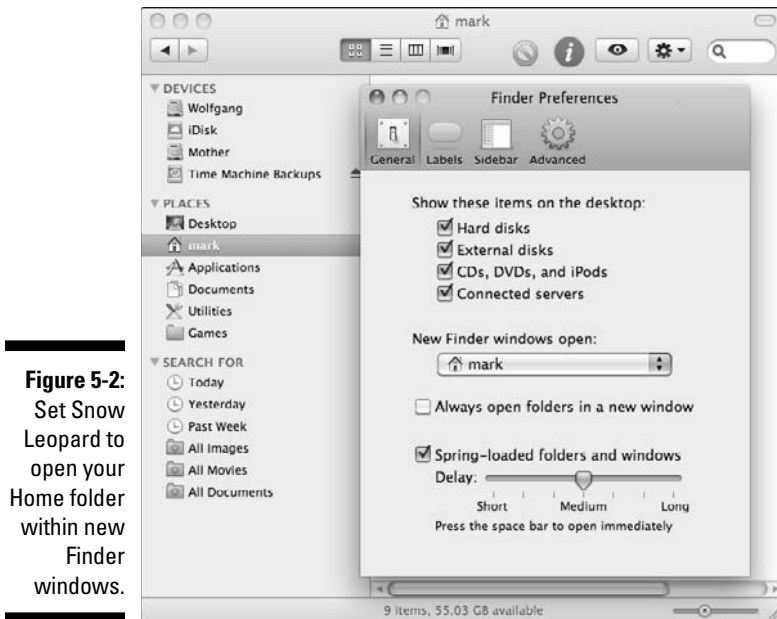 mark
DEVICES
Wolfgang
iDisk
Mother
Time Machine Backups
PLACES
Desktop
mark
Applications
Documents
Utilities
Games
SEARCH FOR
Today
Yesterday
Past Week
All Images
All Movies
All Documents
Finder Preferences
General Labels Sidebar Advanced
Show these items on the desktop:
Hard disks
External disks
CDs, DVDs, and iPods
Connected servers
New Finder windows open:
mark
Always open folders in a new window
Spring-loaded folders and windows
Delay:
Short Medium Long
Press the space bar to open immediately
9 items, 55.03 GB available
Figure 5-2:
Set Snow
Leopard to
open your
Home folder
within new
Finder
windows.